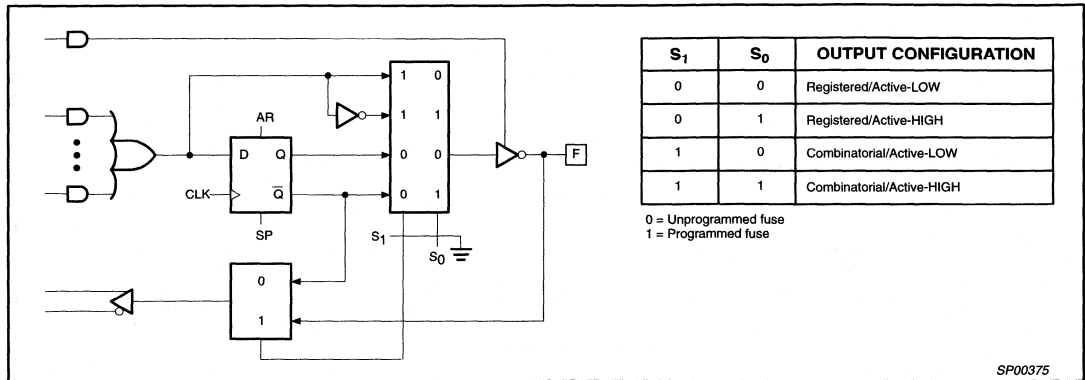 S1 S0 OUTPUT CONFIGURATION
0 0 Registered/Active-LOW
0 1 Registered/Active-HIGH
1 0 Combinatorial/Active-LOW
1 1 Combinatorial/Active-HIGH
0 = Unprogrammed fuse
1 = Programmed fuse
1 0
1 1
AR
D Q
0 0
F
CLK
Q̅
0 1
SP
S1
S0
0
1
SP00375